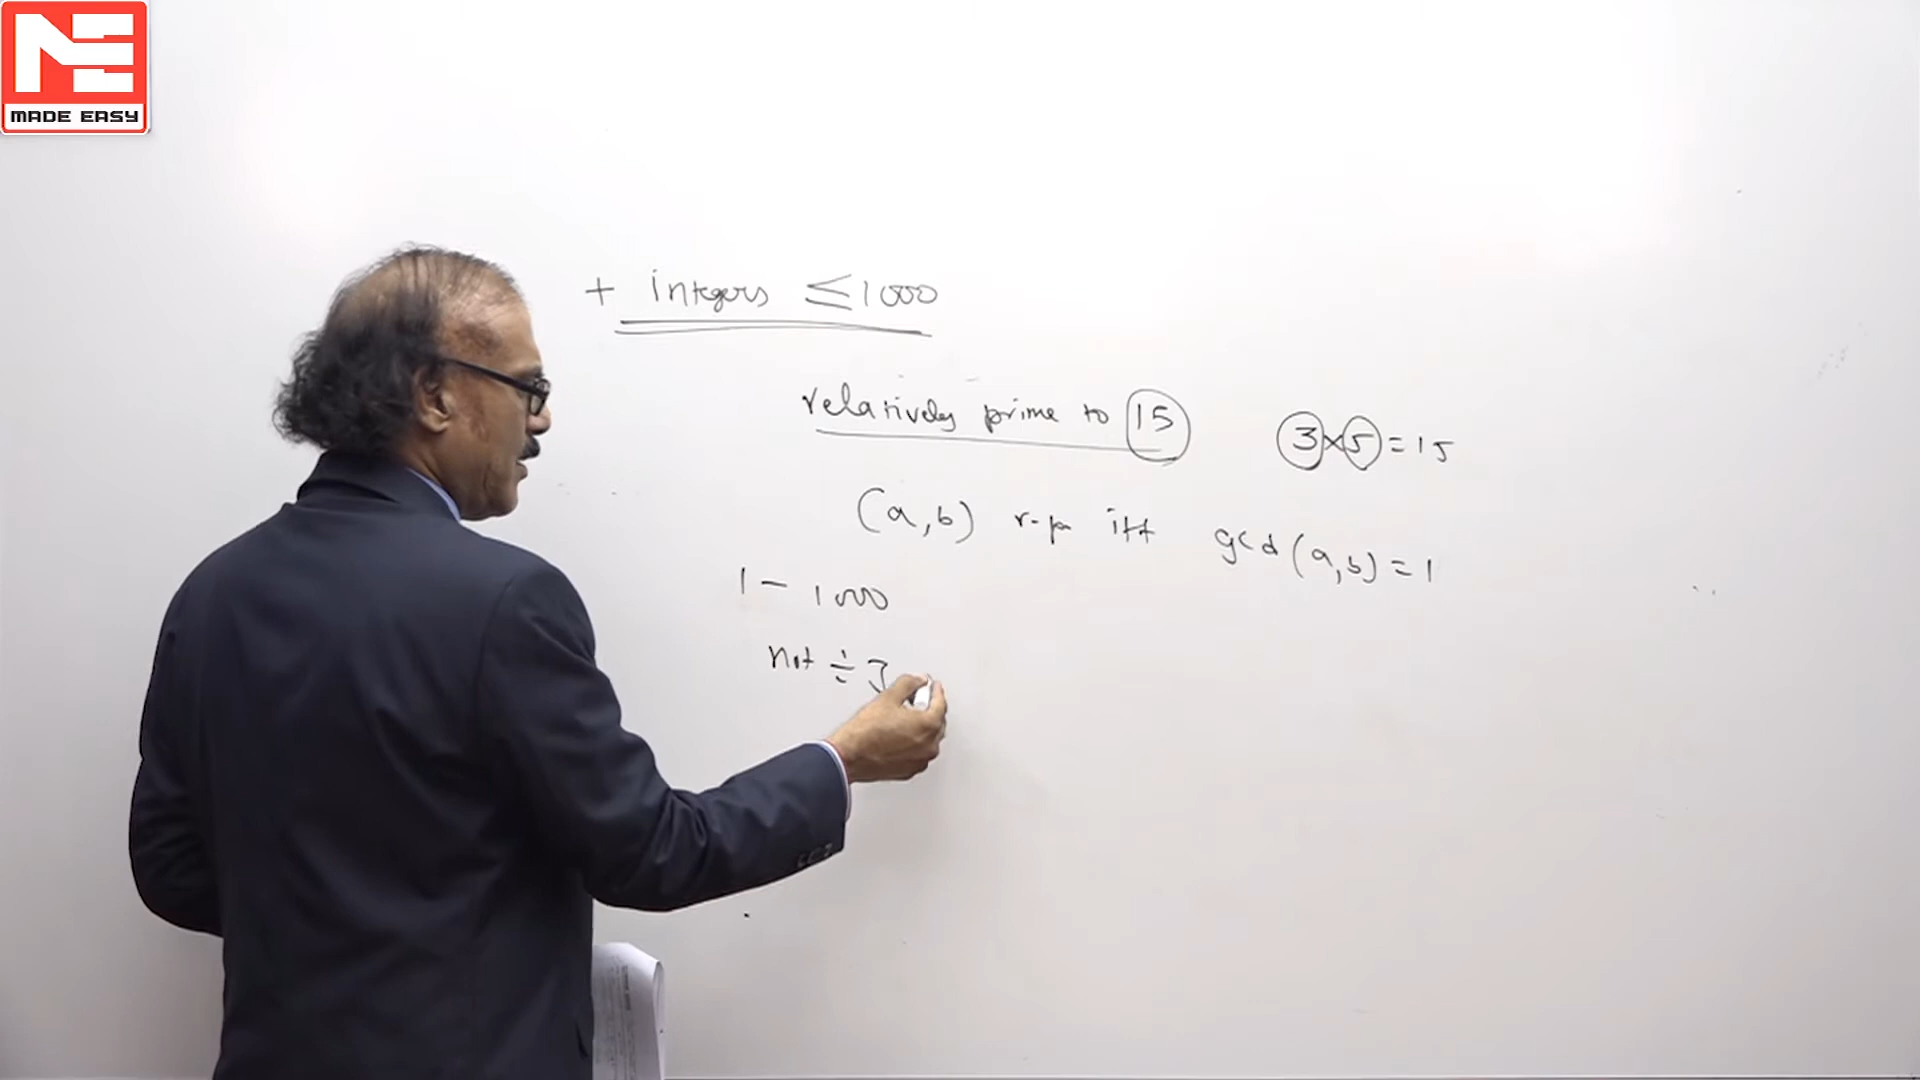 MADE EASY
+ integers ≤ 1000
relatively prime to 15
3×5=15
(a,b) r.p iff gcd(a,b)=1
1 - 1000
not ÷ 3